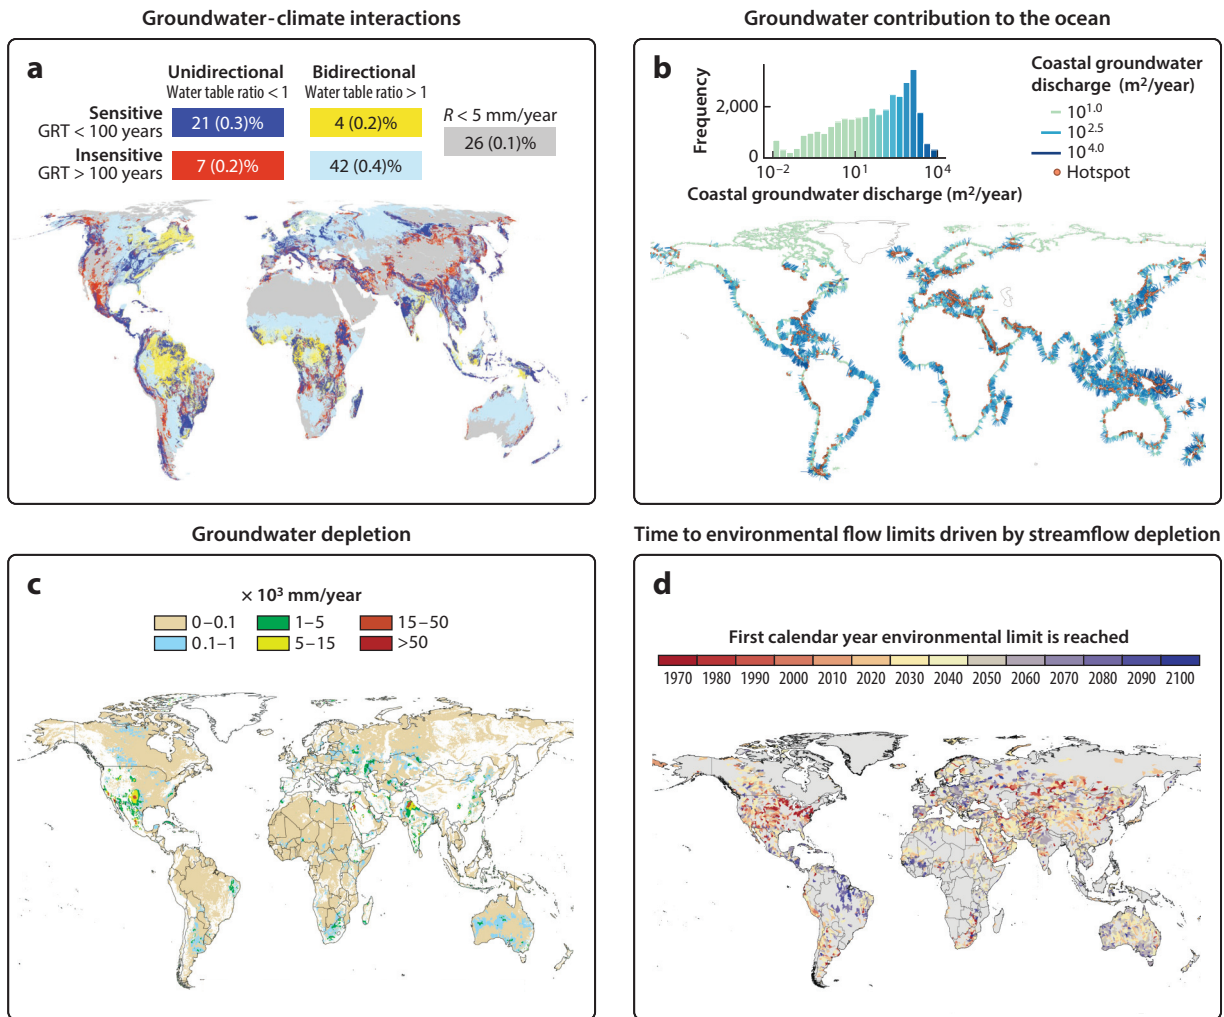 Groundwater-climate interactions
a
Unidirectional
Water table ratio < 1
Bidirectional
Water table ratio > 1
Sensitive
GRT < 100 years
21 (0.3)%
4 (0.2)%
R < 5 mm/year
26 (0.1)%
Insensitive
GRT > 100 years
7 (0.2)%
42 (0.4)%
Groundwater contribution to the ocean
b
Frequency
2,000
0
10⁻²
10¹
10⁴
Coastal groundwater discharge (m²/year)
Coastal groundwater
discharge (m²/year)
10¹·⁰
10²·⁵
10⁴·⁰
Hotspot
Groundwater depletion
c
× 10³ mm/year
0–0.1
1–5
15–50
0.1–1
5–15
>50
Time to environmental flow limits driven by streamflow depletion
d
First calendar year environmental limit is reached
1970 1980 1990 2000 2010 2020 2030 2040 2050 2060 2070 2080 2090 2100